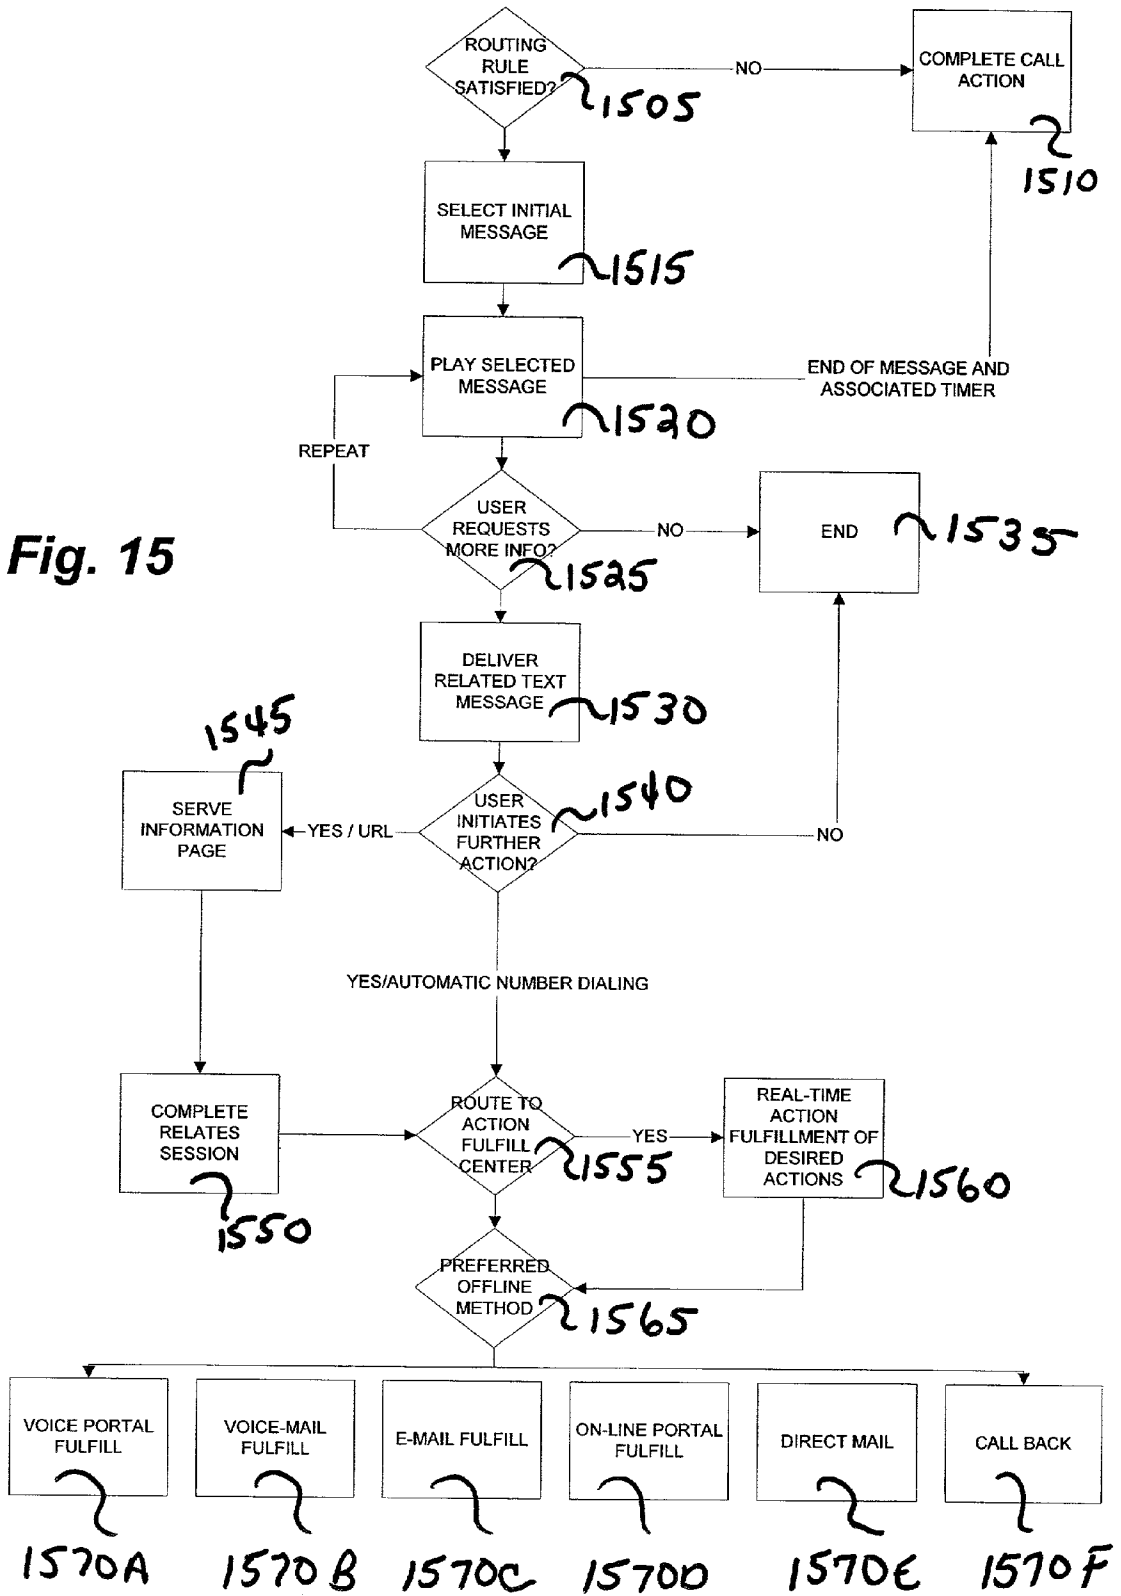 ROUTING
RULE
SATISFIED?
1505
NO
COMPLETE CALL
ACTION
1510
SELECT INITIAL
MESSAGE
1515
PLAY SELECTED
MESSAGE
1520
END OF MESSAGE AND
ASSOCIATED TIMER
REPEAT
USER
REQUESTS
MORE INFO?
1525
NO
END
1535
Fig. 15
DELIVER
RELATED TEXT
MESSAGE
1530
1545
SERVE
INFORMATION
PAGE
YES / URL
USER
INITIATES
FURTHER
ACTION?
1540
NO
YES/AUTOMATIC NUMBER DIALING
COMPLETE
RELATES
SESSION
1550
ROUTE TO
ACTION
FULFILL
CENTER
1555
YES
REAL-TIME
ACTION
FULFILLMENT OF
DESIRED
ACTIONS
1560
PREFERRED
OFFLINE
METHOD
1565
VOICE PORTAL
FULFILL
VOICE-MAIL
FULFILL
E-MAIL FULFILL
ON-LINE PORTAL
FULFILL
DIRECT MAIL
CALL BACK
1570A
1570B
1570C
1570D
1570E
1570F